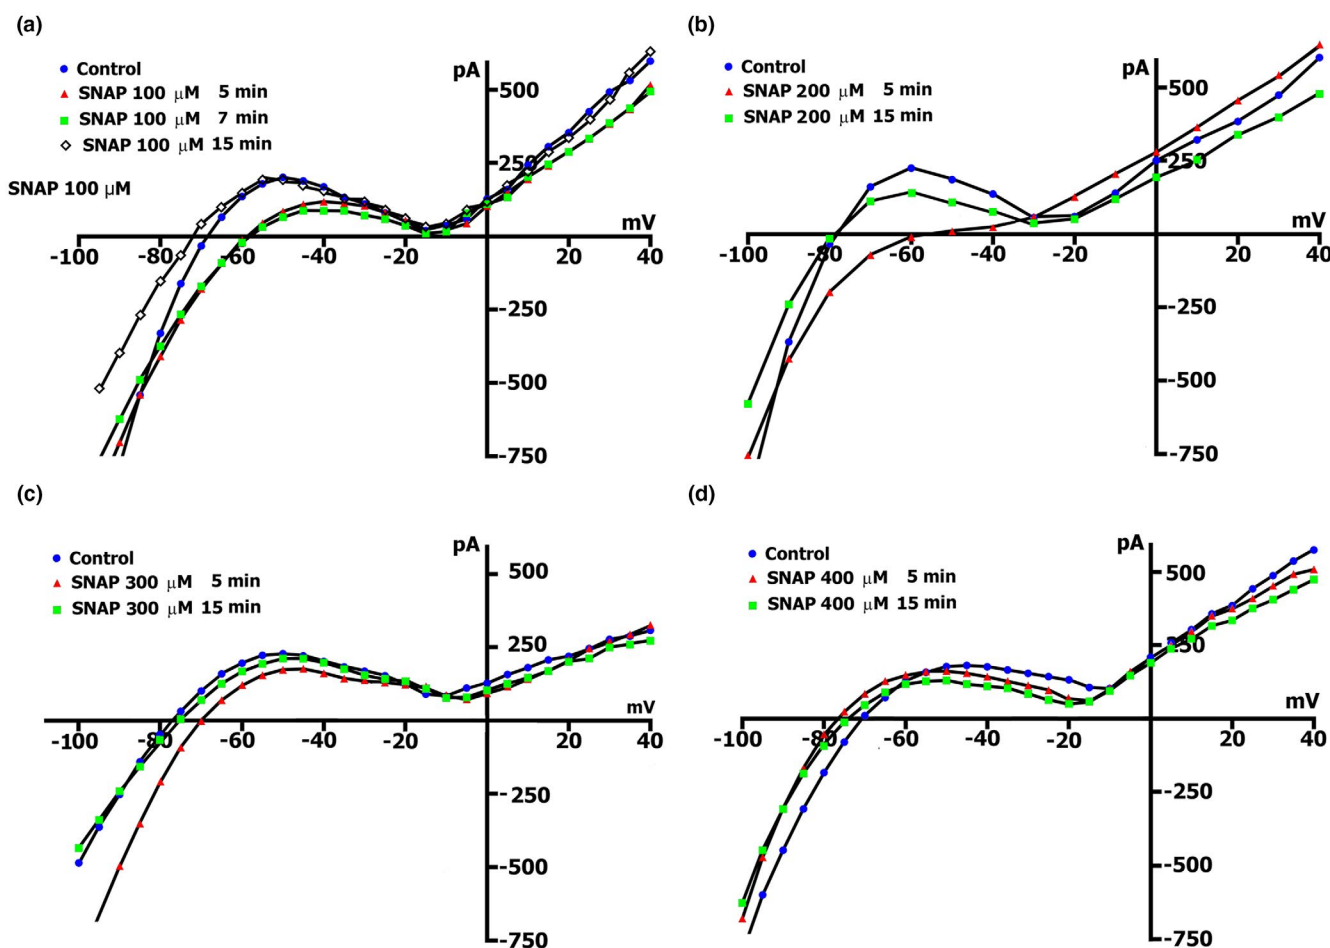 (a)
Control
SNAP 100 μM 5 min
SNAP 100 μM 7 min
SNAP 100 μM 15 min
SNAP 100 μM
pA
500
250
mV
-100 -80 -60 -40 -20 20 40
-250
-500
-750
(b)
Control
SNAP 200 μM 5 min
SNAP 200 μM 15 min
pA
500
250
mV
-100 -80 -60 -40 -20 20 40
-250
-500
-750
(c)
Control
SNAP 300 μM 5 min
SNAP 300 μM 15 min
pA
500
250
mV
-100 -80 -60 -40 -20 20 40
-250
-500
-750
(d)
Control
SNAP 400 μM 5 min
SNAP 400 μM 15 min
pA
500
250
mV
-100 -80 -60 -40 -20 20 40
-250
-500
-750